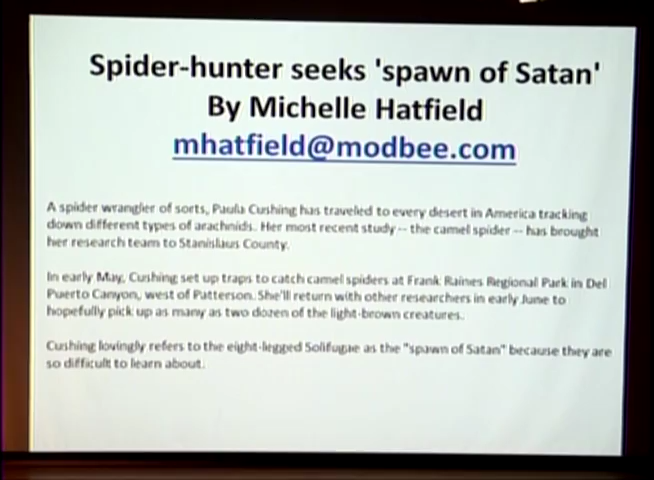 Spider-hunter seeks 'spawn of Satan'
By Michelle Hatfield
mhatfield@modbee.com
A spider wrangler of sorts, Paula Cushing has traveled to every desert in America tracking
down different types of arachnids. Her most recent study -- the camel spider -- has brought
her research team to Stanislaus County.
In early May, Cushing set up traps to catch camel spiders at Frank Raines Regional Park in Del
Puerto Canyon, west of Patterson. She'll return with other researchers in early June to
hopefully pick up as many as two dozen of the light-brown creatures.
Cushing lovingly refers to the eight-legged Solifugae as the "spawn of Satan" because they are
so difficult to learn about.